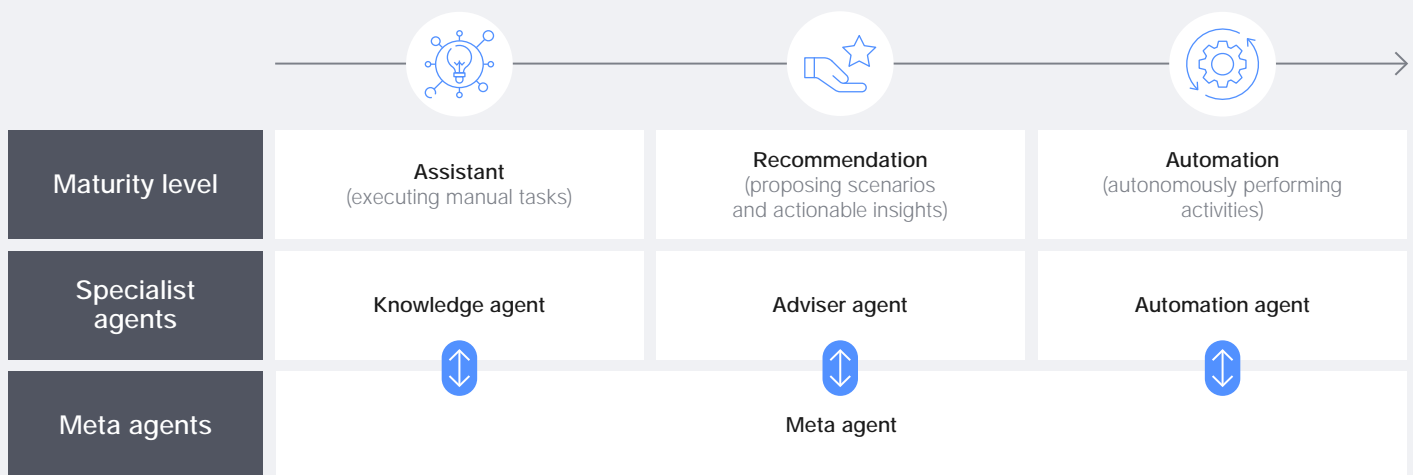 Maturity level
Assistant
(executing manual tasks)
Recommendation
(proposing scenarios
and actionable insights)
Automation
(autonomously performing
activities)
Specialist
agents
Knowledge agent
Adviser agent
Automation agent
Meta agents
Meta agent